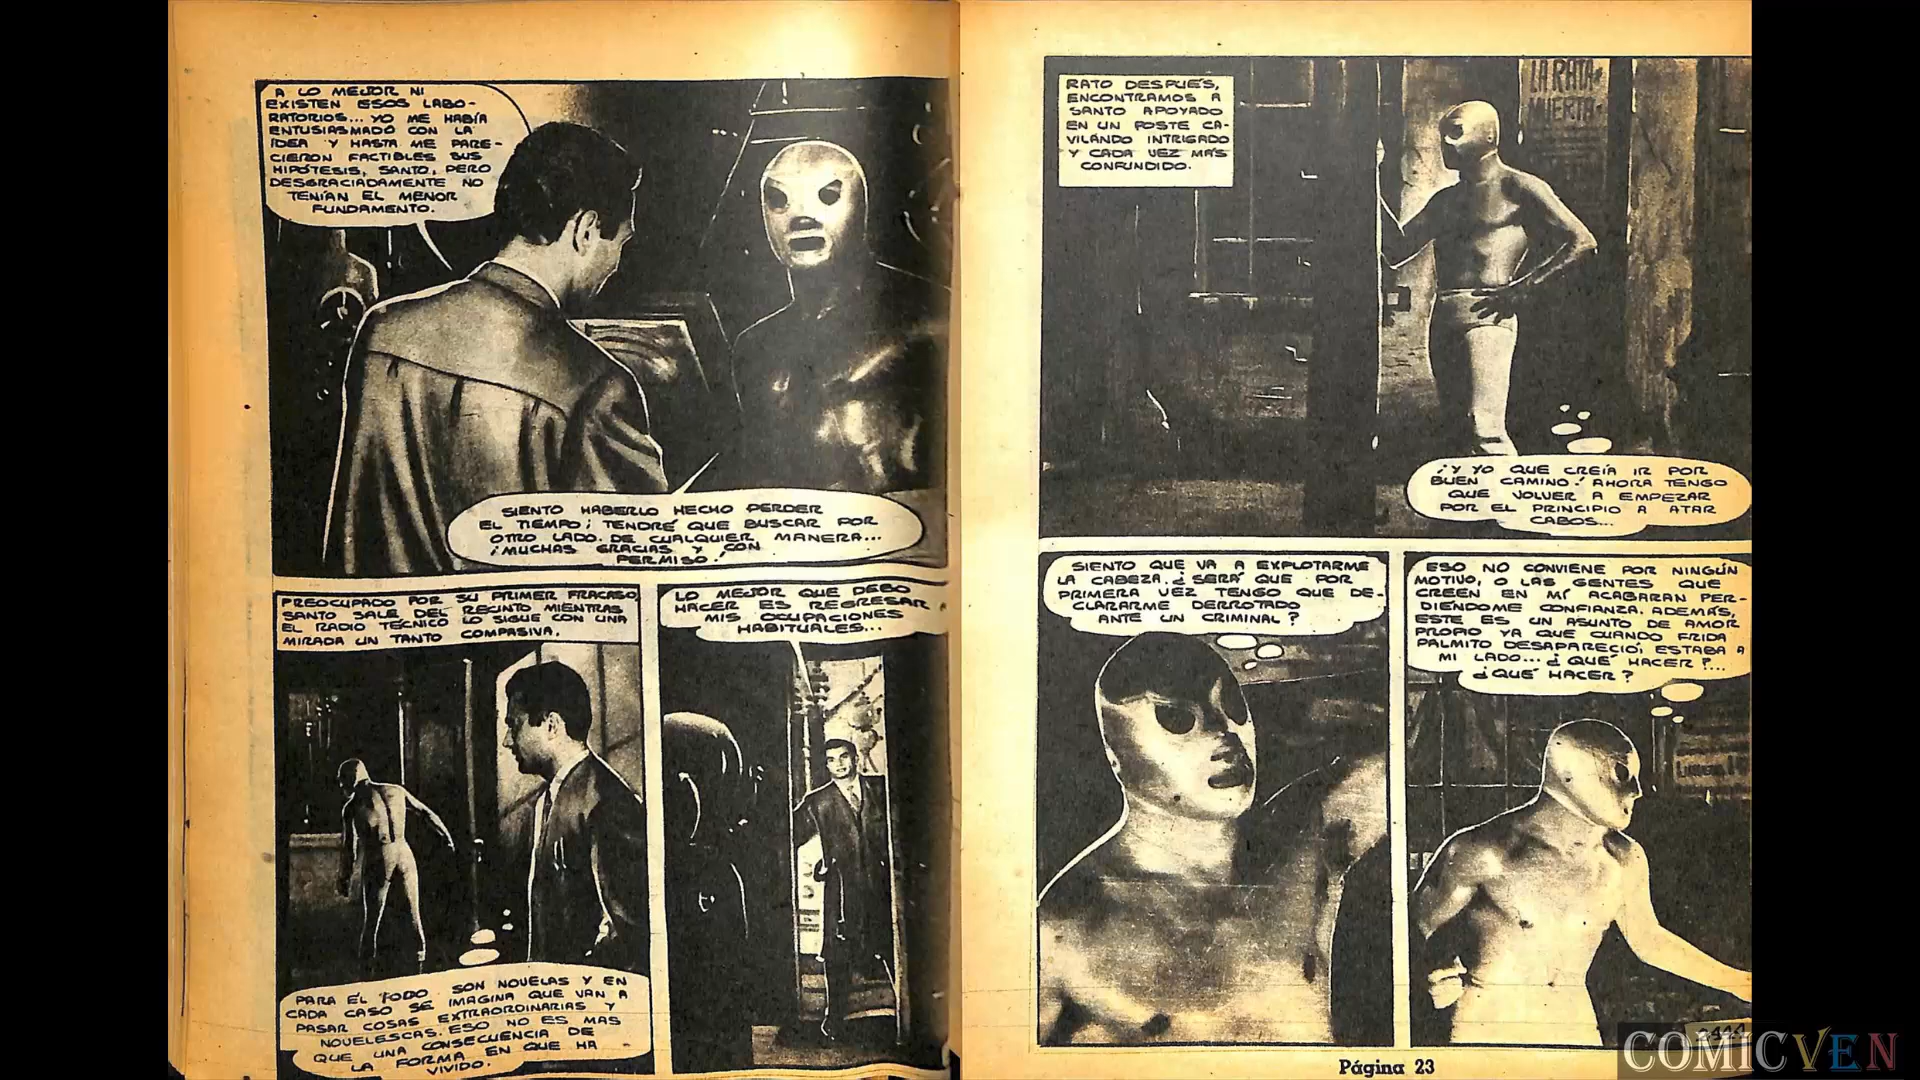 A LO MEJOR NI
EXISTEN ESOS LABO-
RATORIOS... YO ME HABÍA
ENTUSIASMADO CON LA
IDEA Y HASTA ME PARE-
CIERON FACTIBLES SUS
HIPÓTESIS, SANTO, PERO
DESGRACIADAMENTE NO
TENÍAN EL MENOR
FUNDAMENTO.
SIENTO HABERLO HECHO PERDER
EL TIEMPO; TENDRÉ QUE BUSCAR POR
OTRO LADO. DE CUALQUIER MANERA...
¡MUCHAS GRACIAS Y CON
PERMISO!
PREOCUPADO POR SU PRIMER FRACASO,
SANTO SALE DEL RECINTO MIENTRAS
EL RADIO TÉCNICO LO SIGUE CON UNA
MIRADA UN TANTO COMPASIVA.
PARA ÉL TODO SON NOVELAS Y EN
CADA CASO SE IMAGINA QUE VAN A
PASAR COSAS EXTRAORDINARIAS Y
NOVELESCAS. ESO NO ES MAS
QUE UNA CONSECUENCIA DE
LA FORMA EN QUE HA
VIVIDO.
LO MEJOR QUE DEBO
HACER ES REGRESAR A
MIS OCUPACIONES
HABITUALES...
RATO DESPUÉS,
ENCONTRAMOS A
SANTO APOYADO
EN UN POSTE CA-
VILANDO INTRIGADO
Y CADA VEZ MÁS
CONFUNDIDO.
LA RATA
MUERTA
¡Y YO QUE CREÍA IR POR
BUEN CAMINO! AHORA TENGO
QUE VOLVER A EMPEZAR
POR EL PRINCIPIO A ATAR
CABOS...
SIENTO QUE VA A EXPLOTARME
LA CABEZA. ¿SERÁ QUE POR
PRIMERA VEZ TENGO QUE DE-
CLARARME DERROTADO
ANTE UN CRIMINAL?
ESO NO CONVIENE POR NINGÚN
MOTIVO, O LAS GENTES QUE
CREEN EN MÍ ACABARAN PER-
DIÉNDOME CONFIANZA. ADEMÁS,
ESTE ES UN ASUNTO DE AMOR
PROPIO YA QUE CUANDO FRIDA
PALMITO DESAPARECIÓ, ESTABA A
MI LADO... ¿QUÉ HACER?...
¿QUÉ HACER?
Página 23
COMICVEN